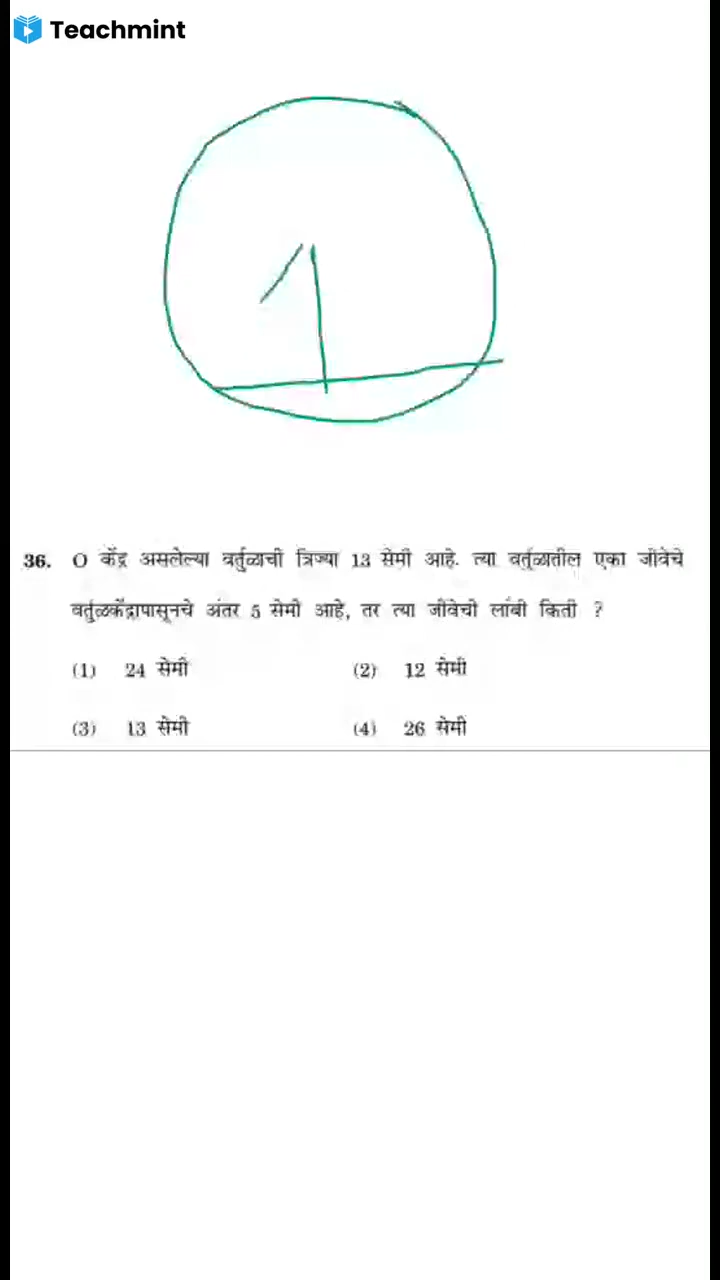 Teachmint
36. O केंद्र असलेल्या वर्तुळाची त्रिज्या 13 सेमी आहे. त्या वर्तुळातील एका जीवेचे
वर्तुळकेंद्रापासूनचे अंतर 5 सेमी आहे, तर त्या जीवेची लांबी किती ?
(1) 24 सेमी (2) 12 सेमी
(3) 13 सेमी (4) 26 सेमी